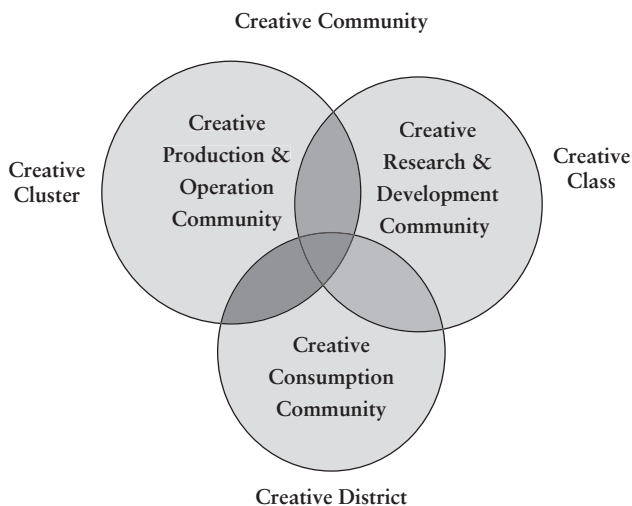 Creative Community
Creative
Production &
Operation
Community
Creative
Research &
Development
Community
Creative
Cluster
Creative
Class
Creative
Consumption
Community
Creative District